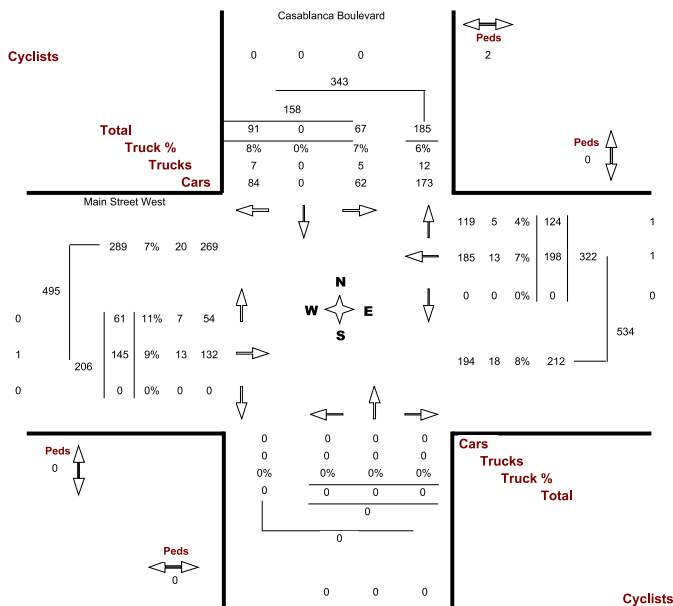 Casablanca Boulevard
Peds
2
Cyclists
0 0 0
343
158
Total 91 0 67 185
Truck % 8% 0% 7% 6%
Peds
0
Trucks 7 0 5 12
Cars 84 0 62 173
Main Street West
119 5 4% 124 1
289 7% 20 269
185 13 7% 198 322 1
N
495
0 0 0% 0 0
W E
0 61 11% 7 54
S
534
1 145 9% 13 132
206
194 18 8% 212
0 0 0% 0 0
0 0 0 0 Cars
Peds
0
0 0 0 0 Trucks
0% 0% 0% 0% Truck %
0 0 0 0 Total
0
0
Peds
0
0 0 0
Cyclists